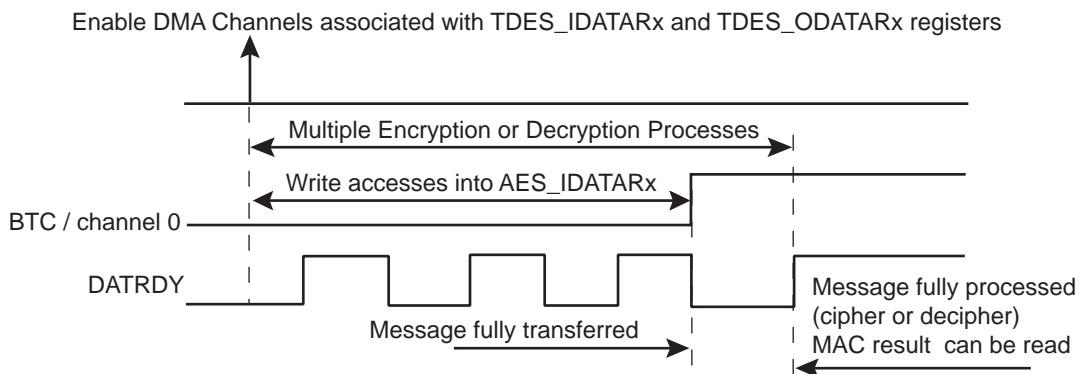 Enable DMA Channels associated with TDES_IDATARx and TDES_ODATARx registers
Multiple Encryption or Decryption Processes
Write accesses into AES_IDATARx
BTC / channel 0
DATRDY
Message fully processed
(cipher or decipher)
Message fully transferred
MAC result can be read